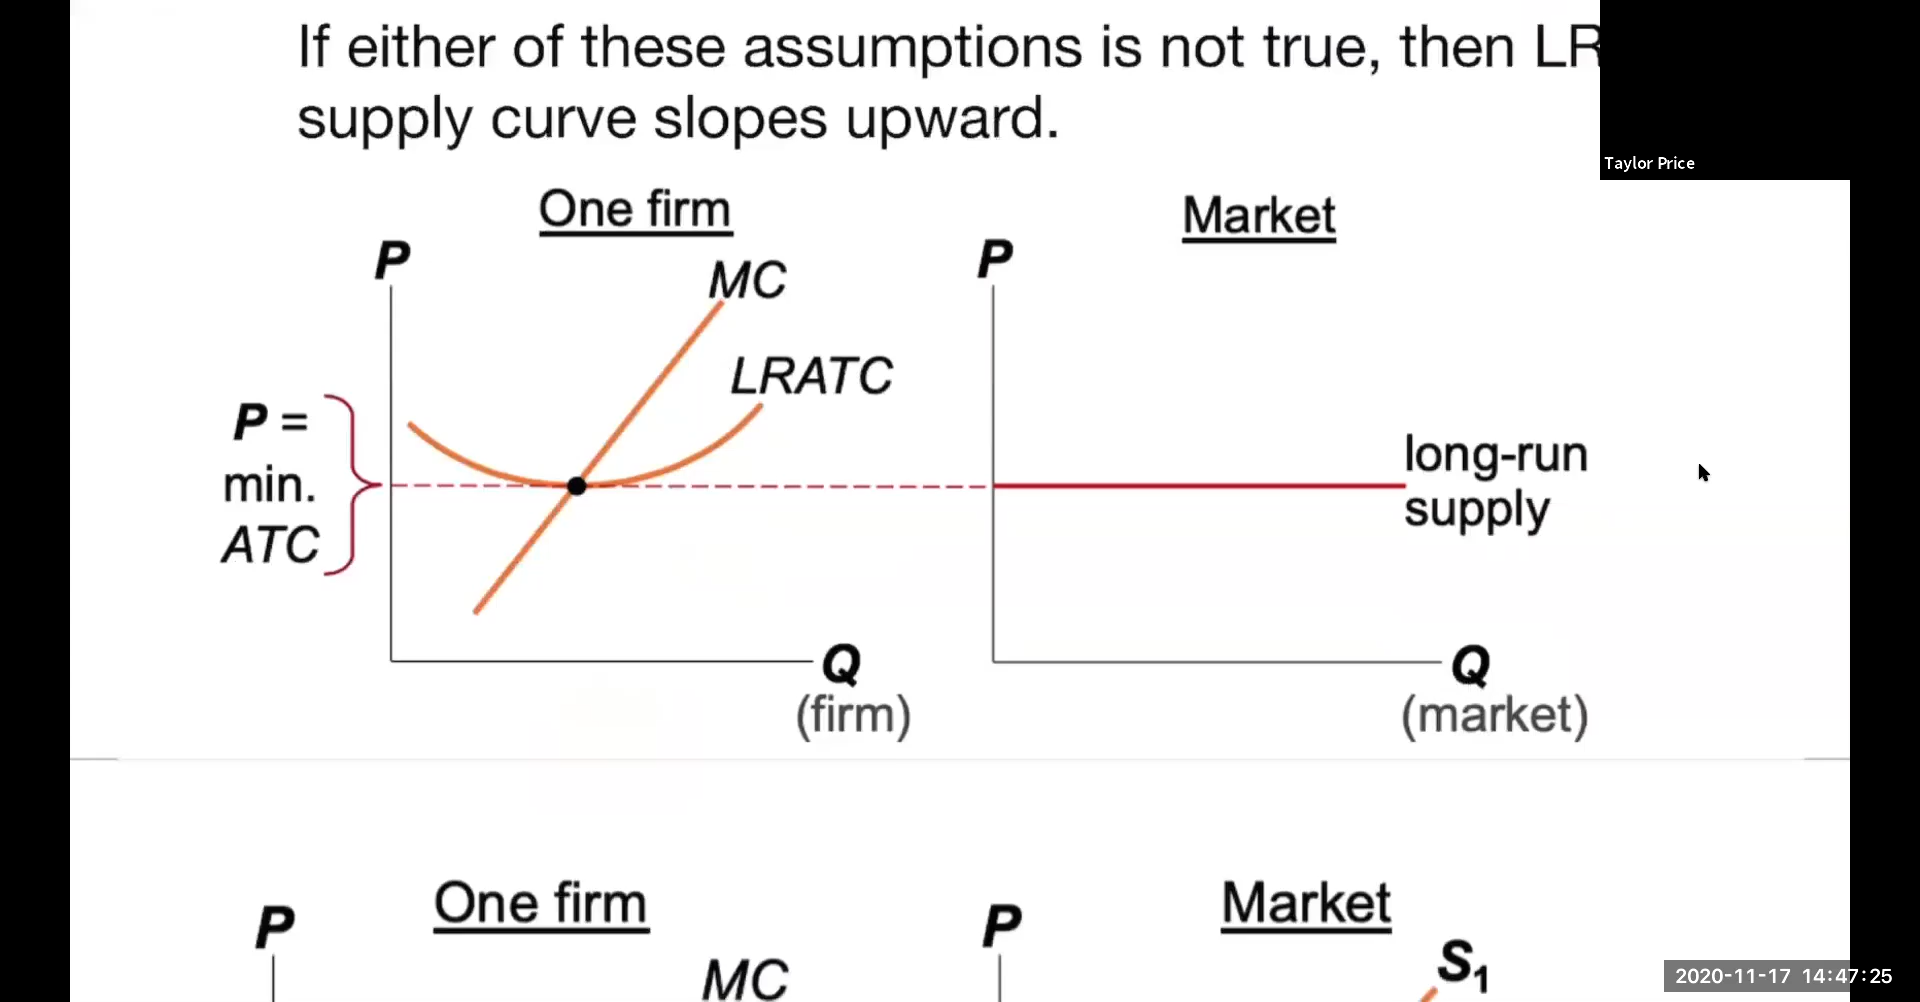 If either of these assumptions is not true, then LR
supply curve slopes upward.
Taylor Price
One firm
Market
P
MC
P
LRATC
P =
min.
ATC
long-run
supply
Q
(firm)
Q
(market)
One firm
Market
P
MC
P
S1
2020-11-17 14:47:25